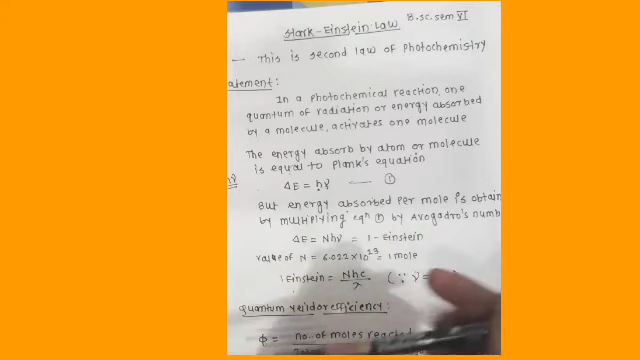 Stark-Einstein Law B.sc.sem VI
— This is second law of Photochemistry
atement:
In a Photochemical reaction, one
quantum of radiation or energy absorbed
by a molecule, activates one molecule
The energy absorb by atom or molecule
is equal to Plank's equation
hν
ΔE = hν — ①
But energy absorbed per mole is obtain
by multiplying eqn ① by Avogadro's numb
ΔE = Nhν = 1-Einstein
value of N = 6.022×10²³ = 1 mole
1 Einstein = Nhc/λ (∵ ν =
quantum Yeild or efficiency:
φ = no. of moles reacted